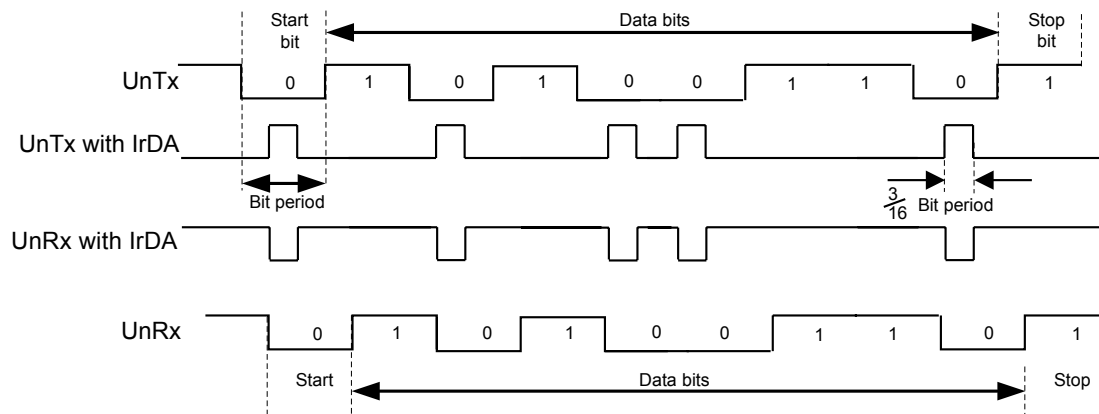 Start
bit
Data bits
Stop
bit
UnTx
0 1 0 1 0 0 1 1 0 1
UnTx with IrDA
Bit period
3/16 Bit period
UnRx with IrDA
UnRx
0 1 0 1 0 0 1 1 0 1
Start
Data bits
Stop